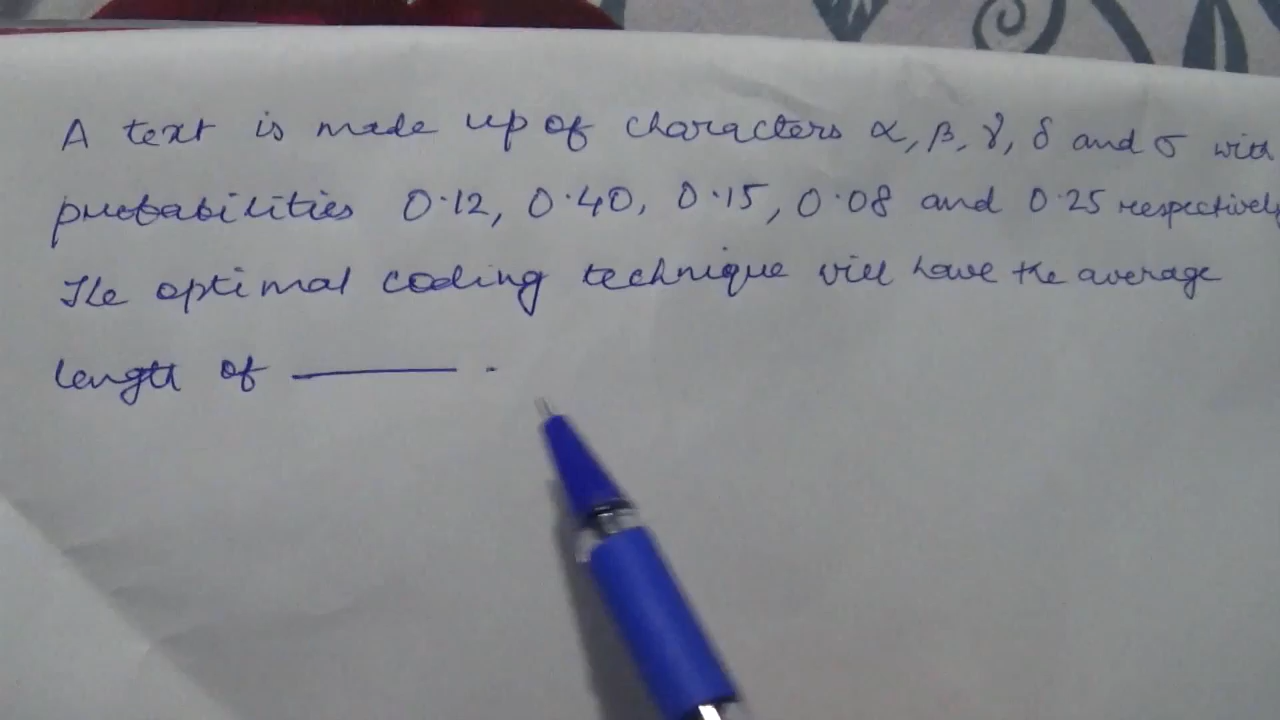 A text is made up of characters α, β, γ, δ and σ with
probabilities 0.12, 0.40, 0.15, 0.08 and 0.25 respectively
The optimal coding technique will have the average
length of ______ .